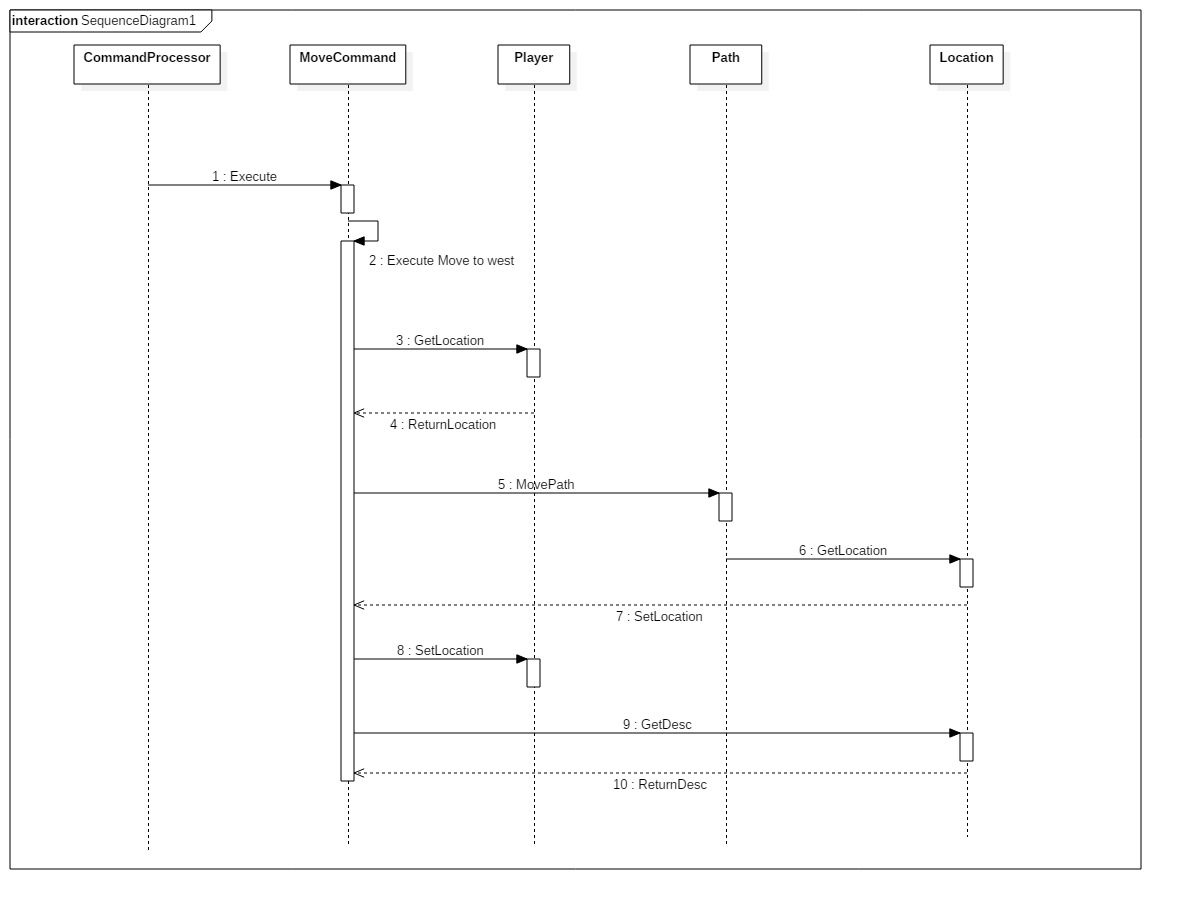 interaction SequenceDiagram1
CommandProcessor
MoveCommand
Player
Path
Location
1 : Execute
2 : Execute Move to west
3 : GetLocation
4 : ReturnLocation
5 : MovePath
6 : GetLocation
7 : SetLocation
8 : SetLocation
9 : GetDesc
10 : ReturnDesc